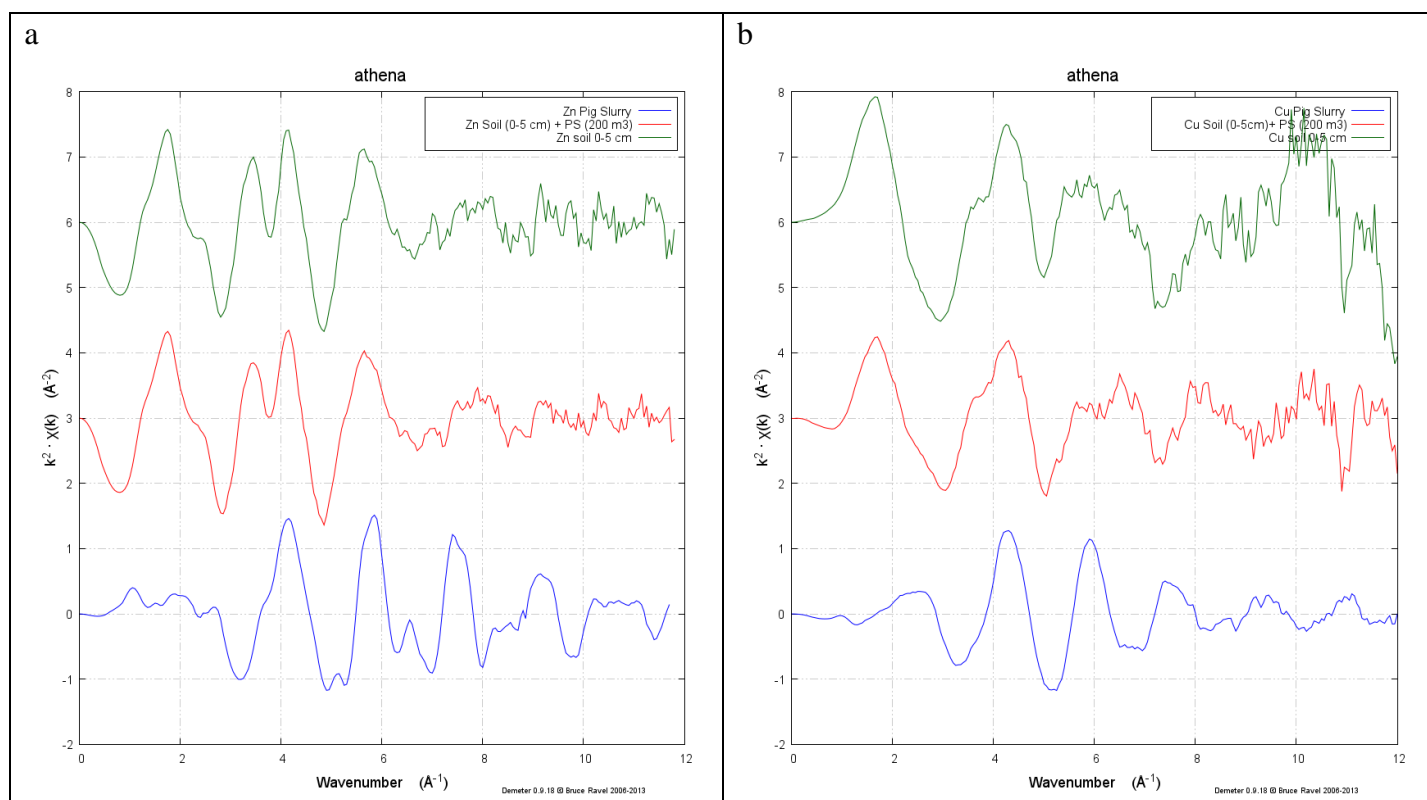 a
athena
Zn Pig Slurry
Zn Soil (0-5 cm) + PS (200 m3)
Zn soil 0-5 cm
8
7
6
5
4
3
2
1
0
-1
-2
k² · χ(k) (Å⁻²)
0 2 4 6 8 10 12
Wavenumber (Å⁻¹)
Demeter 0.9.18 © Bruce Ravel 2006-2013
b
athena
Cu Pig Slurry
Cu Soil (0-5cm)+ PS (200 m3)
Cu soil 0-5 cm
8
7
6
5
4
3
2
1
0
-1
-2
k² · χ(k) (Å⁻²)
0 2 4 6 8 10 12
Wavenumber (Å⁻¹)
Demeter 0.9.18 © Bruce Ravel 2006-2013